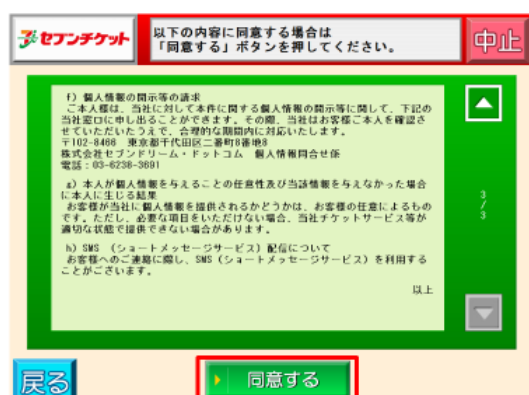 セブンチケット
以下の内容に同意する場合は
「同意する」ボタンを押してください。
中止
f) 個人情報の開示等の請求
ご本人様は、当社に対して本件に関する個人情報の開示等に関して、下記の
当社窓口に申し出ることができます。その際、当社はお客様ご本人を確認さ
せていただいたうえで、合理的な期間内に対応いたします。
〒102-8466 東京都千代田区二番町8番地8
株式会社セブンドリーム・ドットコム 個人情報問合せ係
電話：03-6238-3691
g) 本人が個人情報を与えることの任意性及び当該情報を与えなかった場合
に本人に生じる結果
お客様が当社に個人情報を提供されるかどうかは、お客様の任意によるもの
です。ただし、必要な項目をいただけない場合、当社チケットサービス等が
適切な状態で提供できない場合があります。
h) SMS （ショートメッセージサービス）配信について
お客様へのご連絡に際し、SMS（ショートメッセージサービス）を利用する
ことがございます。
以上
3/3
戻る
同意する